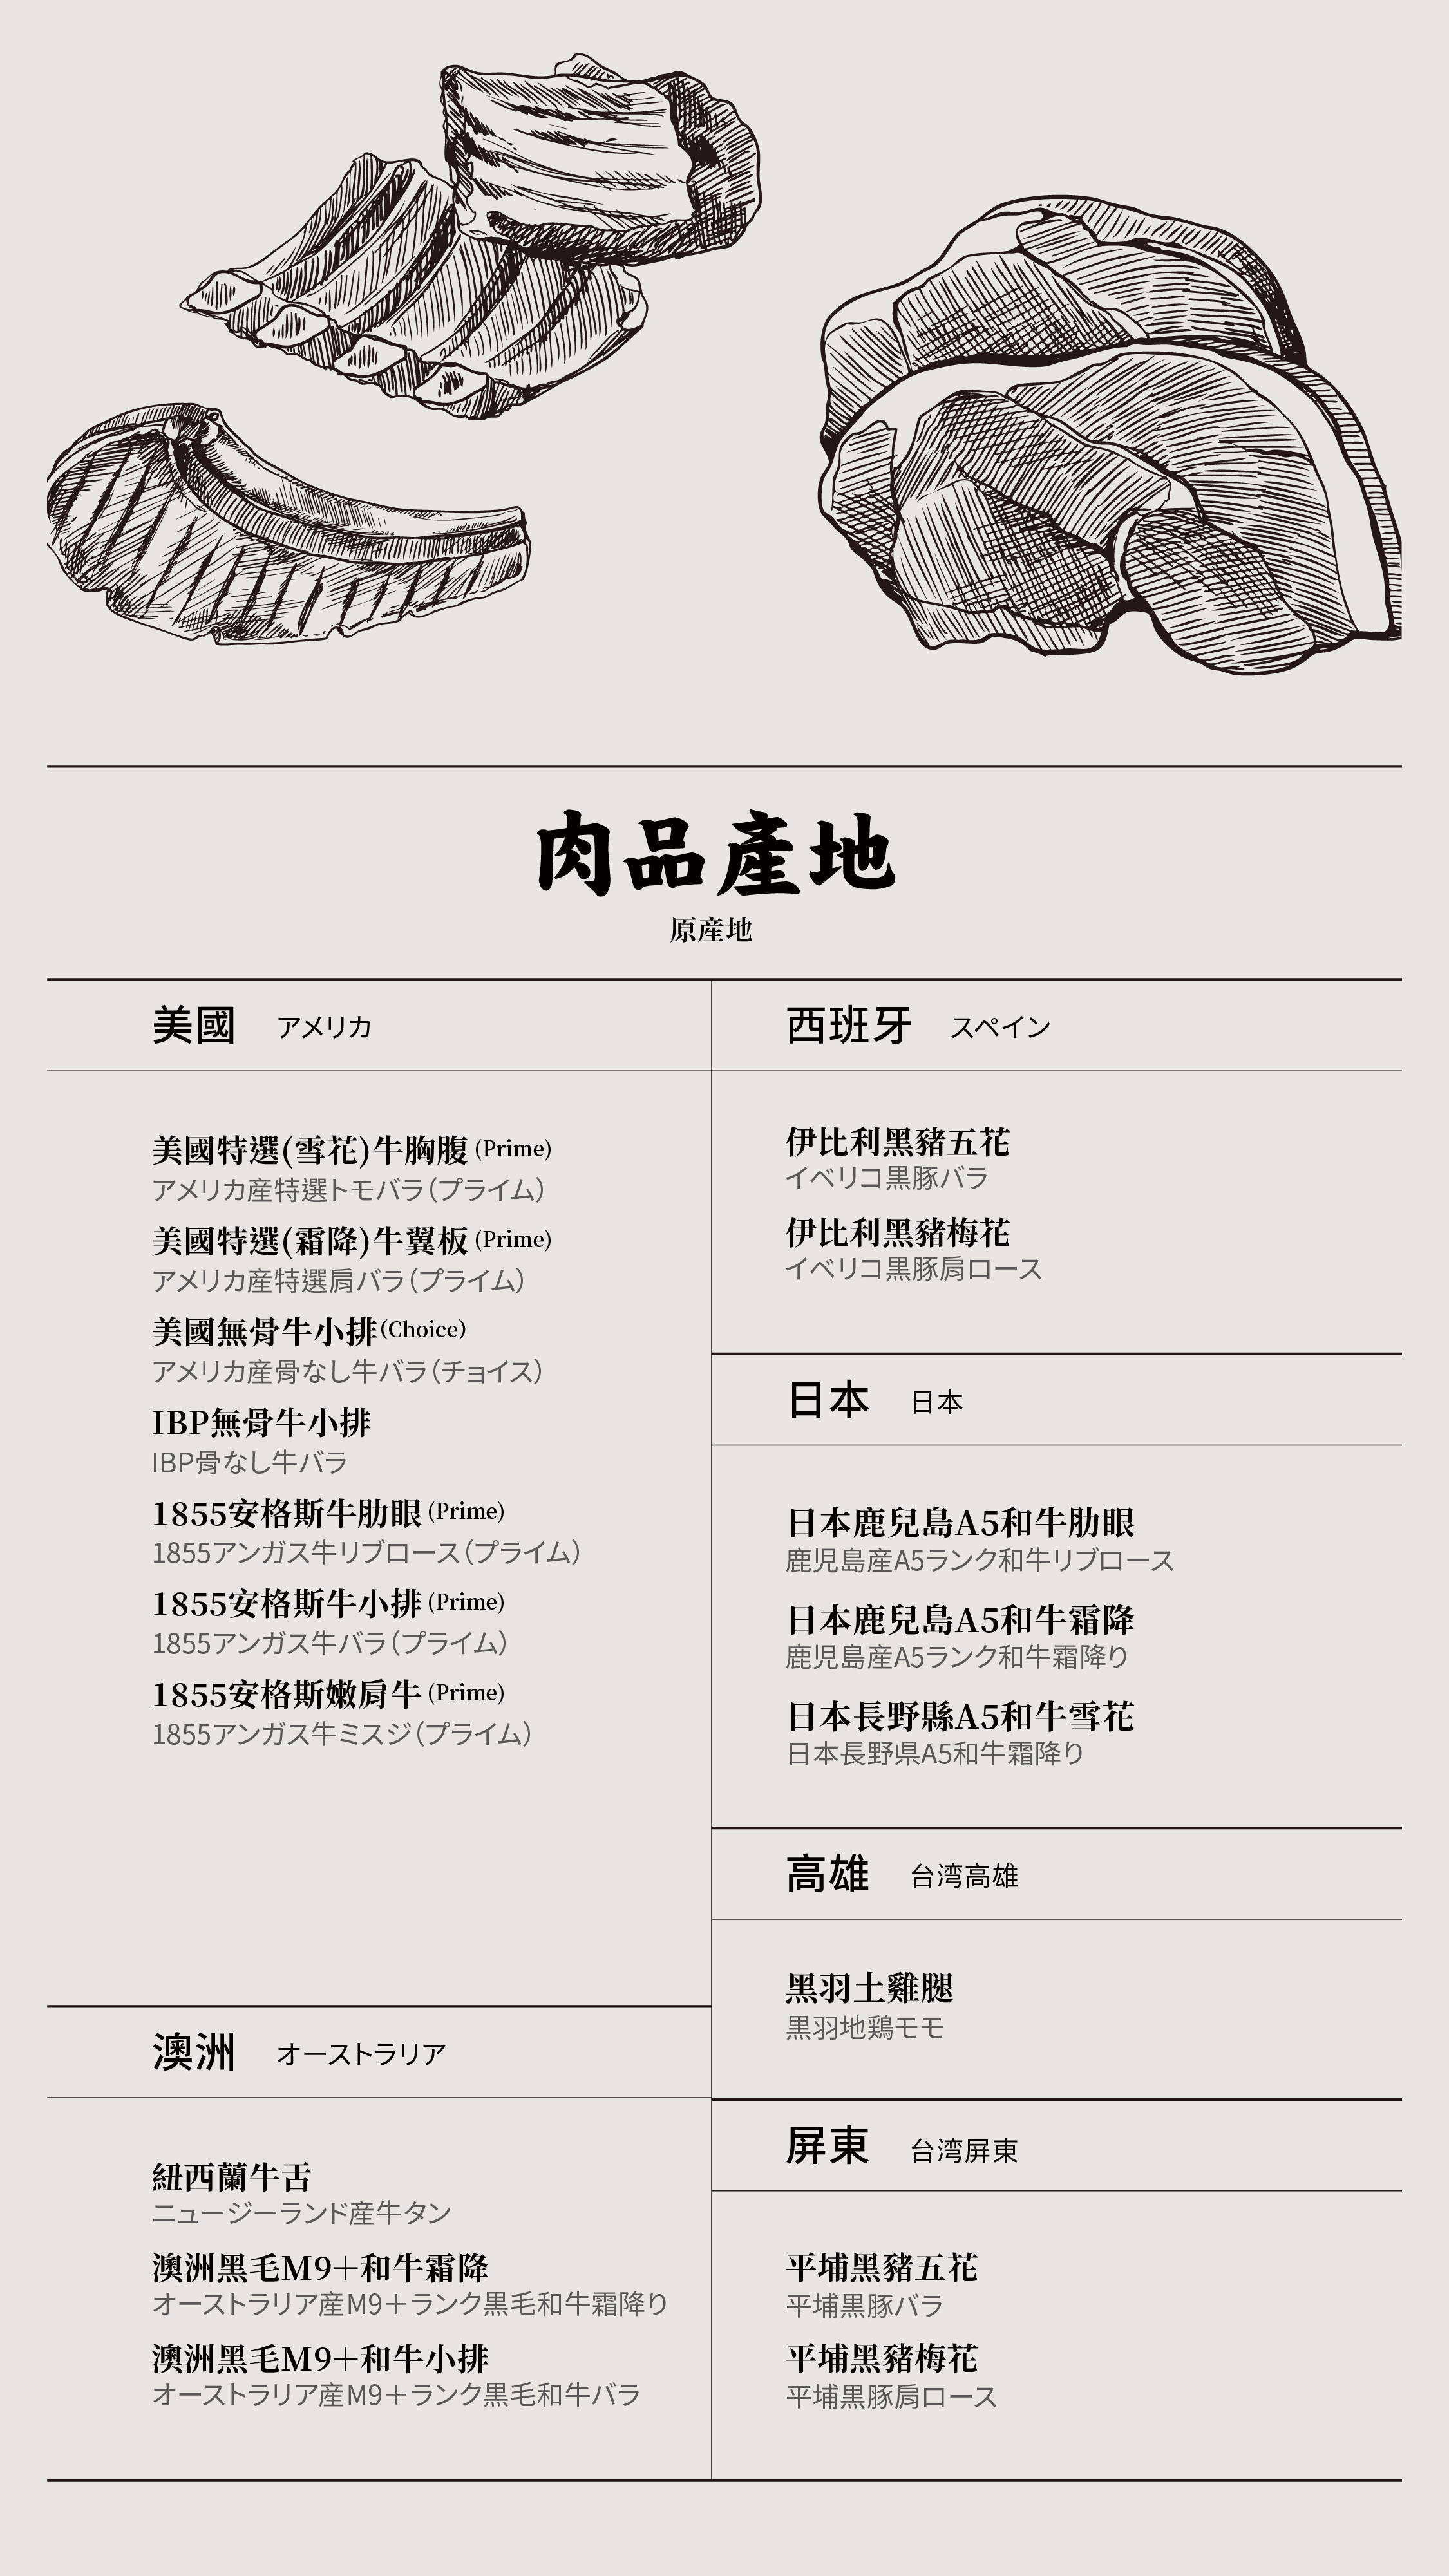 肉品產地
原産地
美國 アメリカ
美國特選(雪花)牛胸腹 (Prime)
アメリカ産特選トモバラ（プライム）
美國特選(霜降)牛翼板 (Prime)
アメリカ産特選肩バラ（プライム）
美國無骨牛小排(Choice)
アメリカ産骨なし牛バラ（チョイス）
IBP無骨牛小排
IBP骨なし牛バラ
1855安格斯牛肋眼 (Prime)
1855アンガス牛リブロース（プライム）
1855安格斯牛小排 (Prime)
1855アンガス牛バラ（プライム）
1855安格斯嫩肩牛 (Prime)
1855アンガス牛ミスジ（プライム）
澳洲 オーストラリア
紐西蘭牛舌
ニュージーランド産牛タン
澳洲黑毛M9＋和牛霜降
オーストラリア産M9＋ランク黒毛和牛霜降り
澳洲黑毛M9＋和牛小排
オーストラリア産M9＋ランク黒毛和牛バラ
西班牙 スペイン
伊比利黑豬五花
イベリコ黒豚バラ
伊比利黑豬梅花
イベリコ黒豚肩ロース
日本 日本
日本鹿兒島A5和牛肋眼
鹿児島産A5ランク和牛リブロース
日本鹿兒島A5和牛霜降
鹿児島産A5ランク和牛霜降り
日本長野縣A5和牛雪花
日本長野県A5和牛霜降り
高雄 台湾高雄
黑羽土雞腿
黒羽地鶏モモ
屏東 台湾屏東
平埔黑豬五花
平埔黒豚バラ
平埔黑豬梅花
平埔黒豚肩ロース